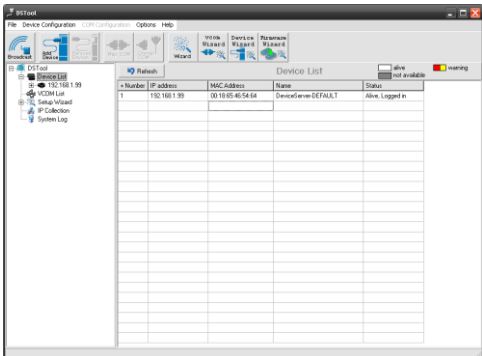 DSTool
File Device Configuration COM Configuration Options Help
Broadcast
Add Device
Wizard
VCOM Wizard
Device Wizard
Firmware Wizard
DSTool
Device List
192.168.1.99
VCOM List
Setup Wizard
IP Collection
System Log
Refresh
Device List
alive
not available
warning
Number IP address MAC Address Name Status
1 192.168.1.99 00:18:65:46:54:64 DeviceServer-DEFAULT Alive, Logged in